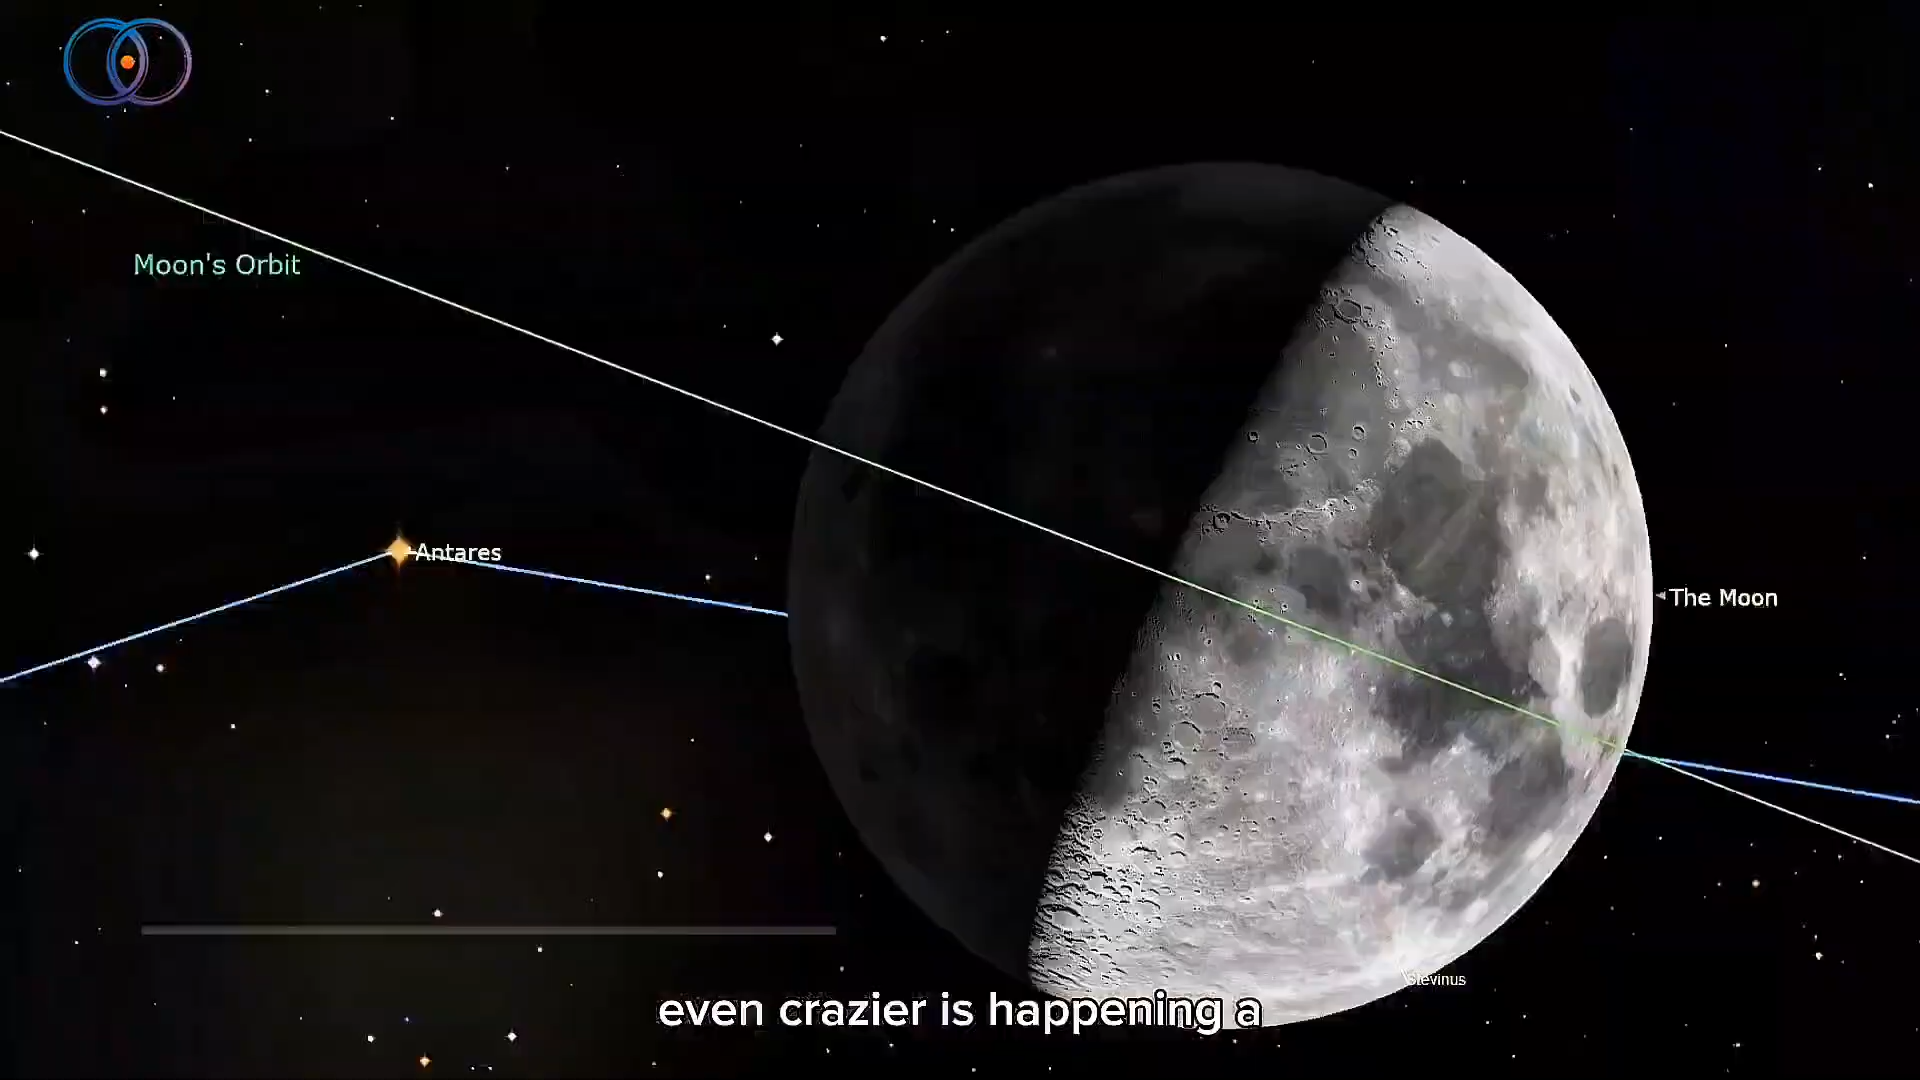 Moon's Orbit
Antares
The Moon
Stevinus
even crazier is happening a